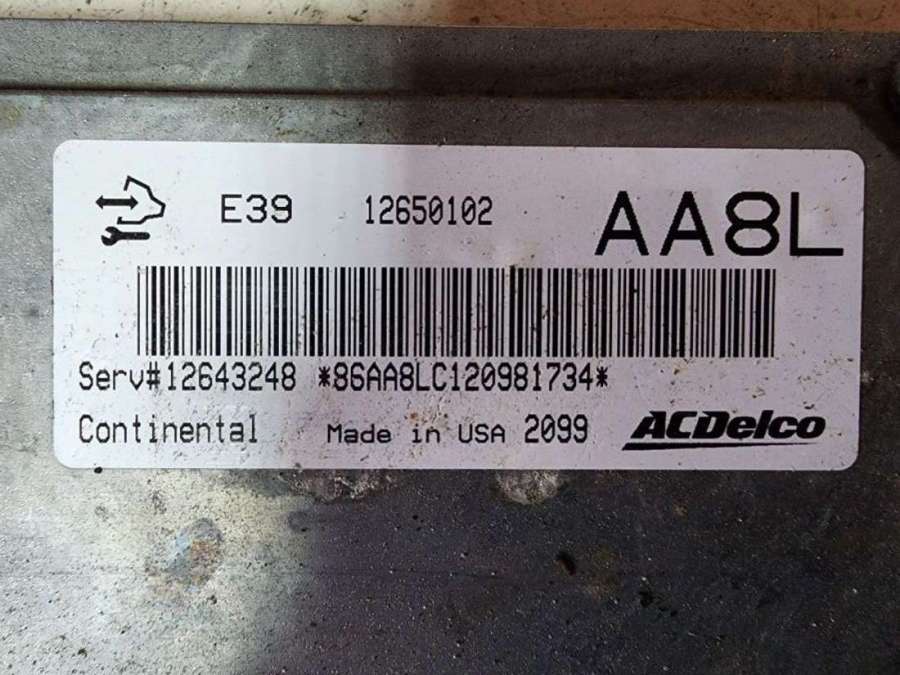 E39 12650102 AA8L
Serv#12643248 *86AA8LC120981734*
Continental Made in USA 2099 ACDelco